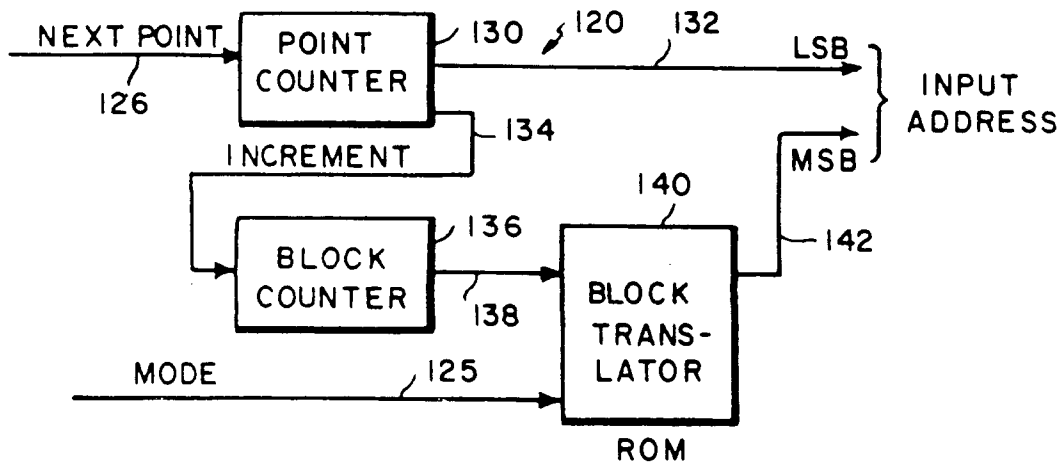 NEXT POINT
126
POINT
COUNTER
130
120
132
LSB
INPUT
ADDRESS
134
INCREMENT
MSB
142
BLOCK
COUNTER
136
138
140
BLOCK
TRANS-
LATOR
ROM
MODE
125